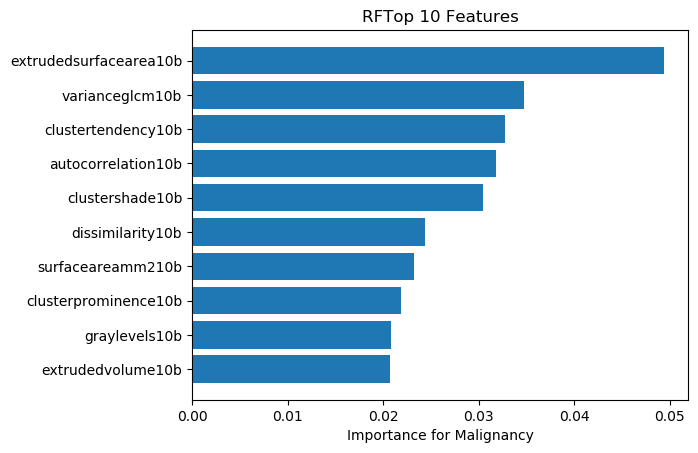 RFTop 10 Features
extrudedsurfacearea10b
varianceglcm10b
clustertendency10b
autocorrelation10b
clustershade10b
dissimilarity10b
surfaceareamm210b
clusterprominence10b
graylevels10b
extrudedvolume10b
0.00 0.01 0.02 0.03 0.04 0.05
Importance for Malignancy